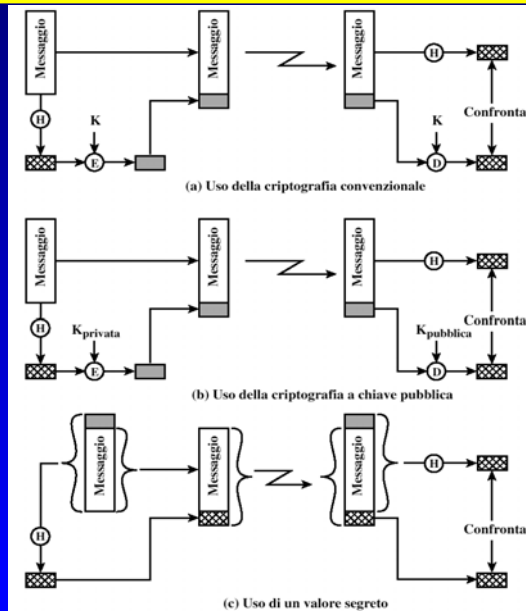 Messaggio
Messaggio
Messaggio
H
H
K
K
Confronta
E
D
(a) Uso della criptografia convenzionale
Messaggio
Messaggio
Messaggio
H
H
Kprivata
Kpubblica
Confronta
E
D
(b) Uso della criptografia a chiave pubblica
Messaggio
Messaggio
Messaggio
H
H
Confronta
(c) Uso di un valore segreto